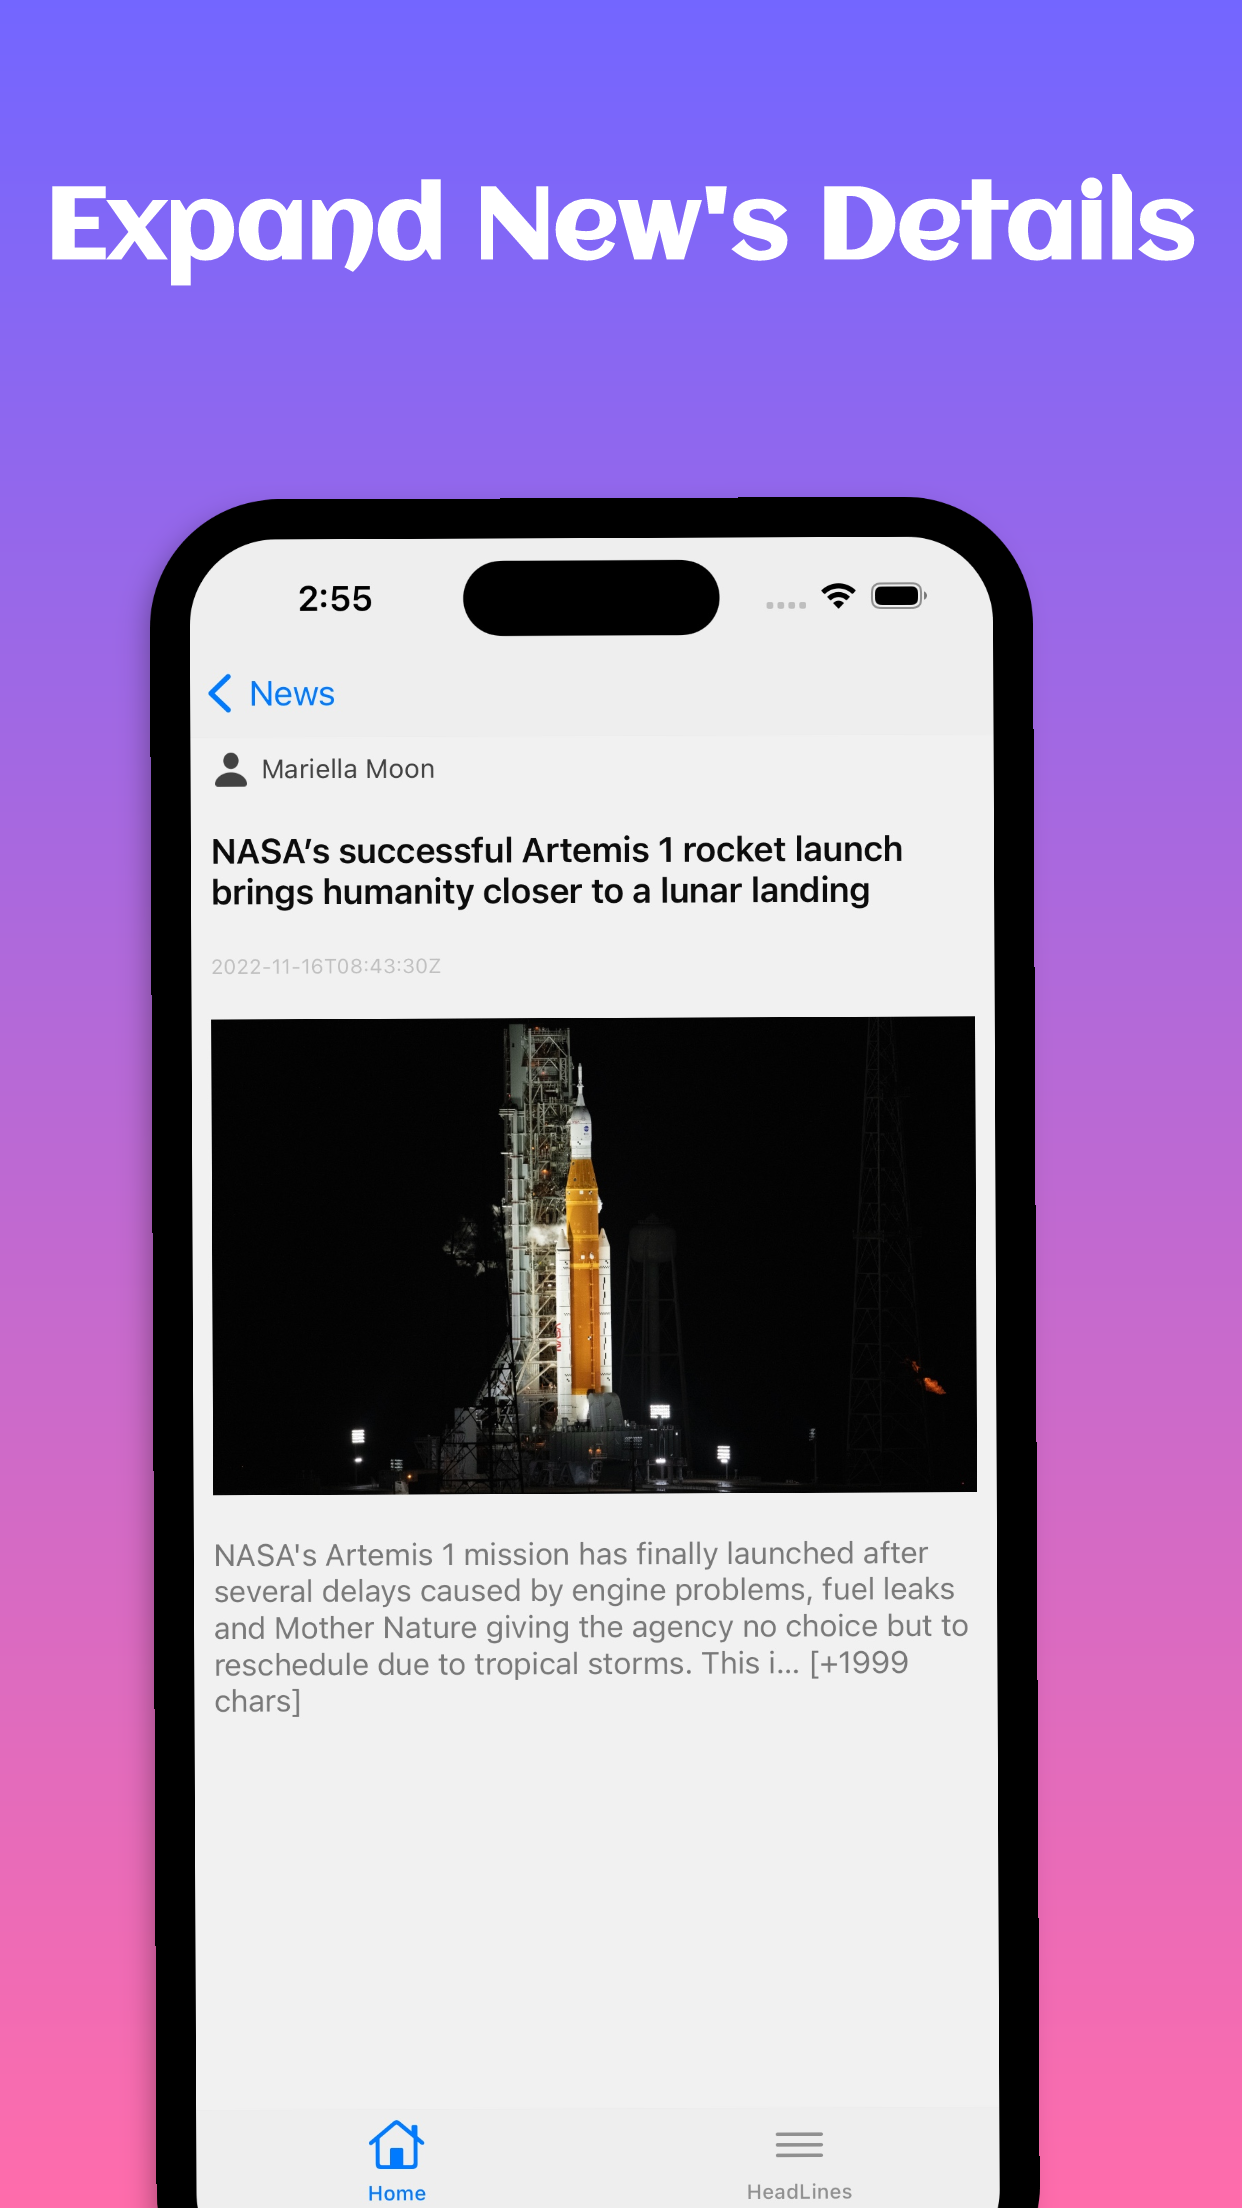 Expand New's Details
2:55
News
Mariella Moon
NASA’s successful Artemis 1 rocket launch
brings humanity closer to a lunar landing
2022-11-16T08:43:30Z
NASA's Artemis 1 mission has finally launched after
several delays caused by engine problems, fuel leaks
and Mother Nature giving the agency no choice but to
reschedule due to tropical storms. This i… [+1999
chars]
Home
HeadLines